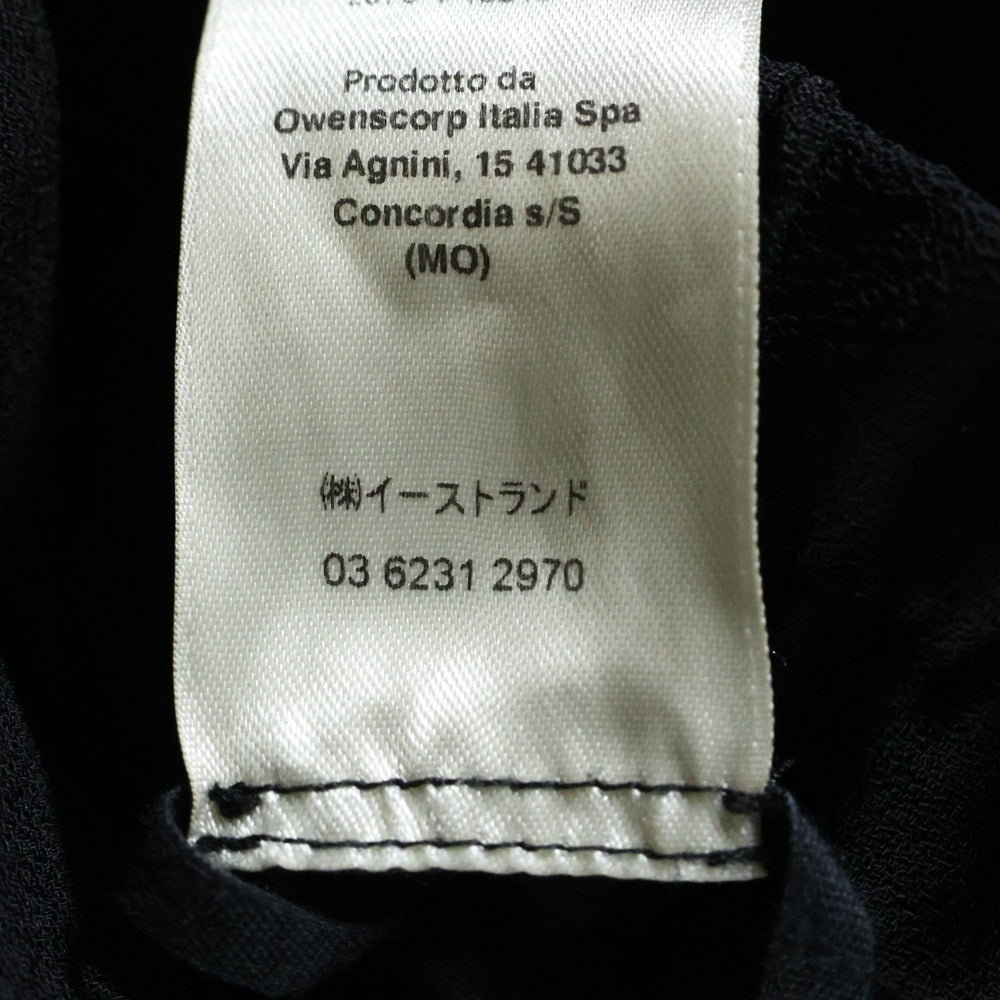 Prodotto da
Owenscorp Italia Spa
Via Agnini, 15 41033
Concordia s/S
(MO)
(株)イーストランド
03 6231 2970